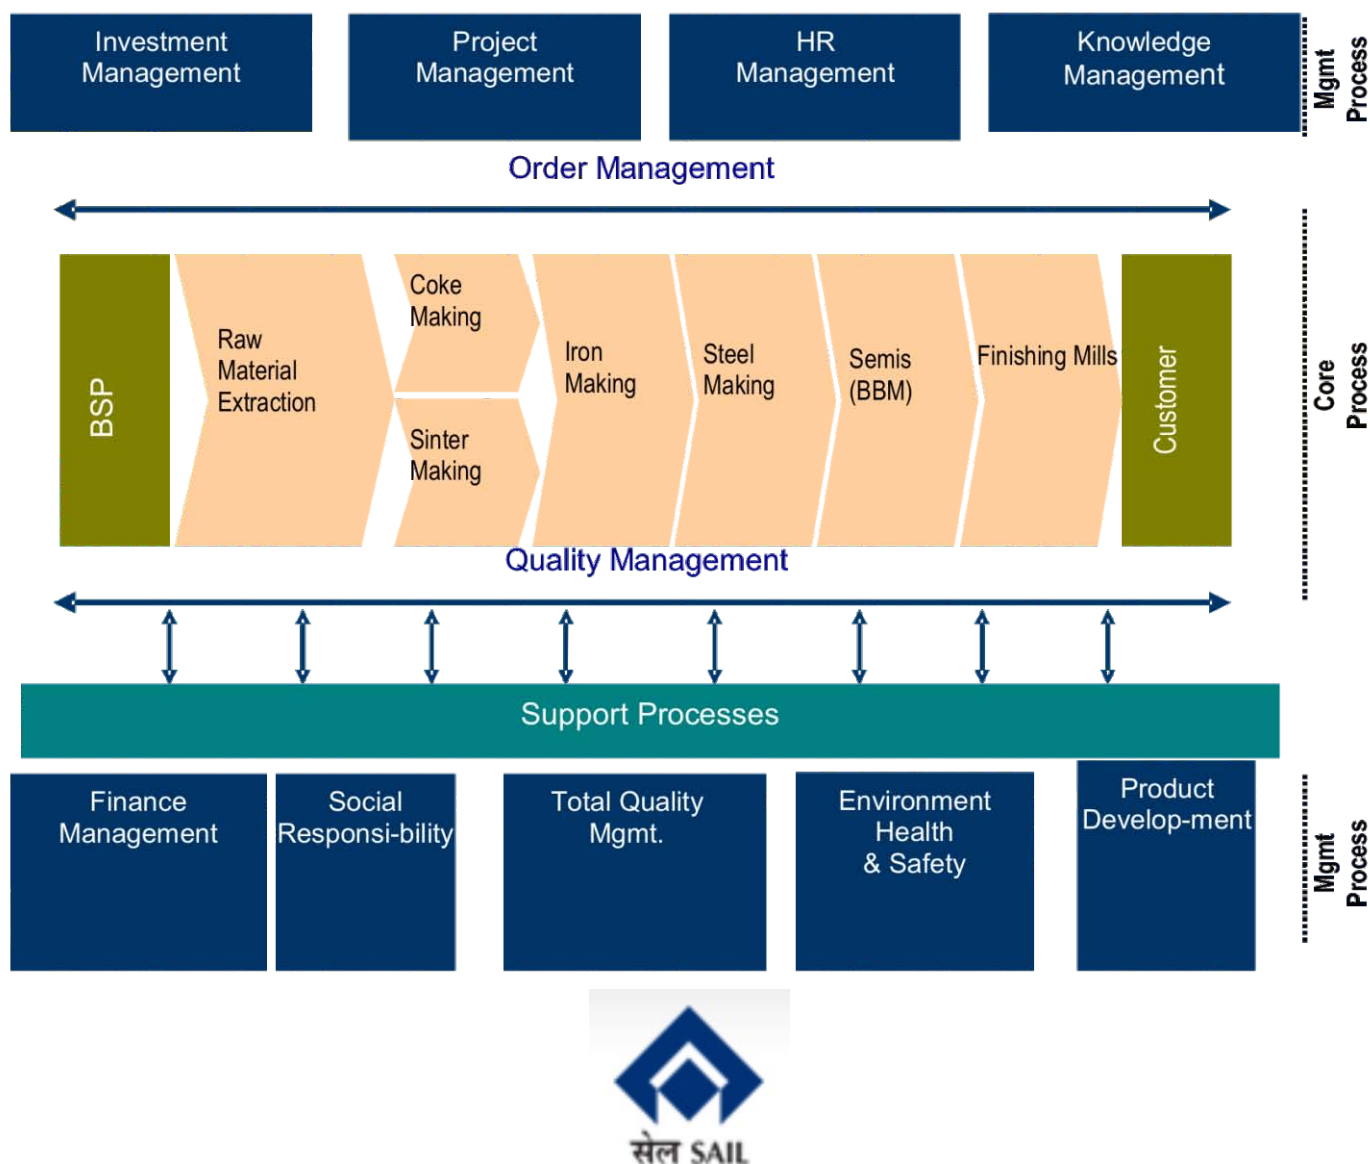 Investment
Management
Project
Management
HR
Management
Knowledge
Management
Mgmt
Process
Order Management
BSP
Raw
Material
Extraction
Coke
Making
Sinter
Making
Iron
Making
Steel
Making
Semis
(BBM)
Finishing Mills
Customer
Core
Process
Quality Management
Support Processes
Finance
Management
Social
Responsi-bility
Total Quality
Mgmt.
Environment
Health
& Safety
Product
Develop-ment
Mgmt
Process
सेल SAIL